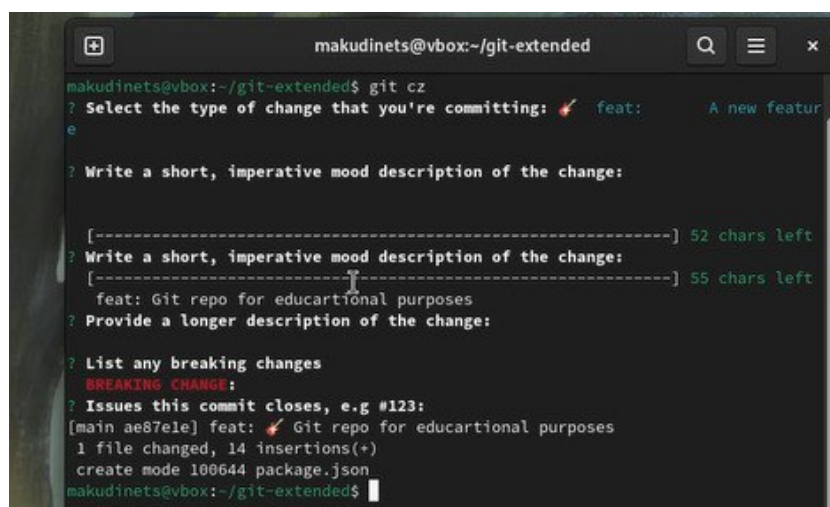 makudinets@vbox:~/git-extended
makudinets@vbox:~/git-extended$ git cz
? Select the type of change that you're committing: 🎸 feat: A new featur
e
? Write a short, imperative mood description of the change:
[-------------------------------------------------------------] 52 chars left
? Write a short, imperative mood description of the change:
[-------------------------------------------------------------] 55 chars left
feat: Git repo for educartional purposes
? Provide a longer description of the change:
? List any breaking changes
BREAKING CHANGE:
? Issues this commit closes, e.g #123:
[main ae87e1e] feat: 🎸 Git repo for educartional purposes
1 file changed, 14 insertions(+)
create mode 100644 package.json
makudinets@vbox:~/git-extended$